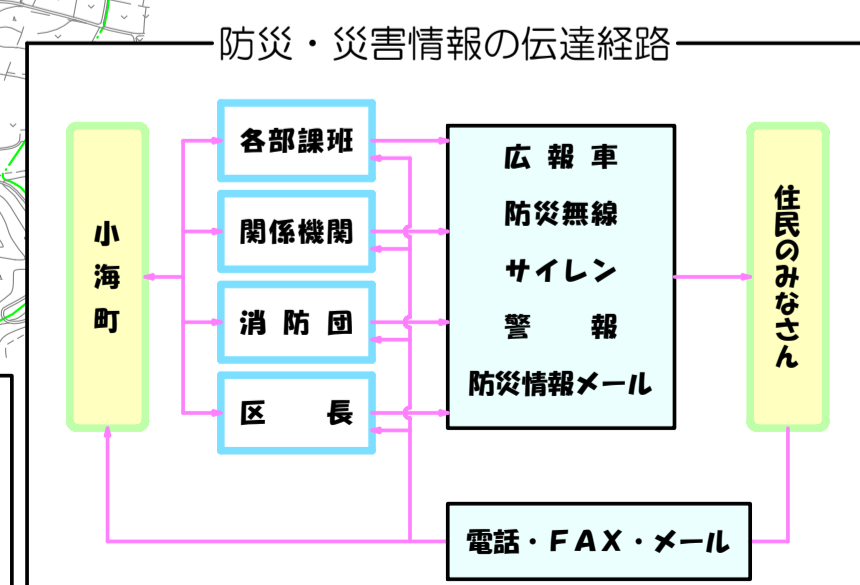 防災・災害情報の伝達経路
小海町
各部課班
関係機関
消防団
区 長
広報車
防災無線
サイレン
警 報
防災情報メール
住民のみなさん
電話・FAX・メール